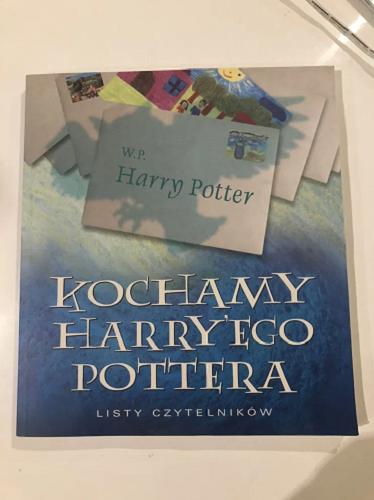 W.P.
Harry Potter
KOCHAMY
HARRY'EGO
POTTERA
LISTY CZYTELNIKÓW